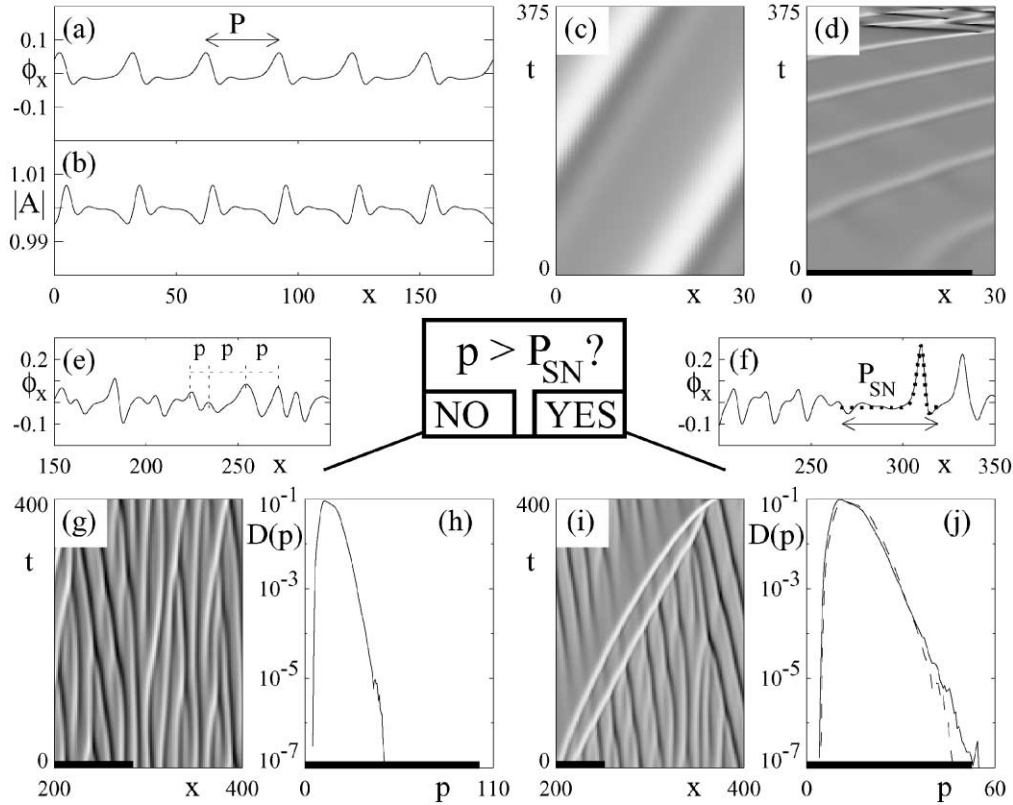 (a)
P
0.1
ϕx
-0.1
(b)
1.01
|A|
0.99
0
50
100
150
x
375
(c)
t
0
0
x
30
375
(d)
t
0
0
x
30
(e)
p p p
0.2
ϕx
-0.1
150
200
250
x
p > PSN?
NO
YES
(f)
0.2
PSN
ϕx
-0.1
x
300
350
400
(g)
t
0
200
x
400
10-1
(h)
D(p)
10-3
10-5
10-7
0
p
110
400
(i)
t
0
200
x
400
10-1
(j)
D(p)
10-3
10-5
10-7
0
p
60